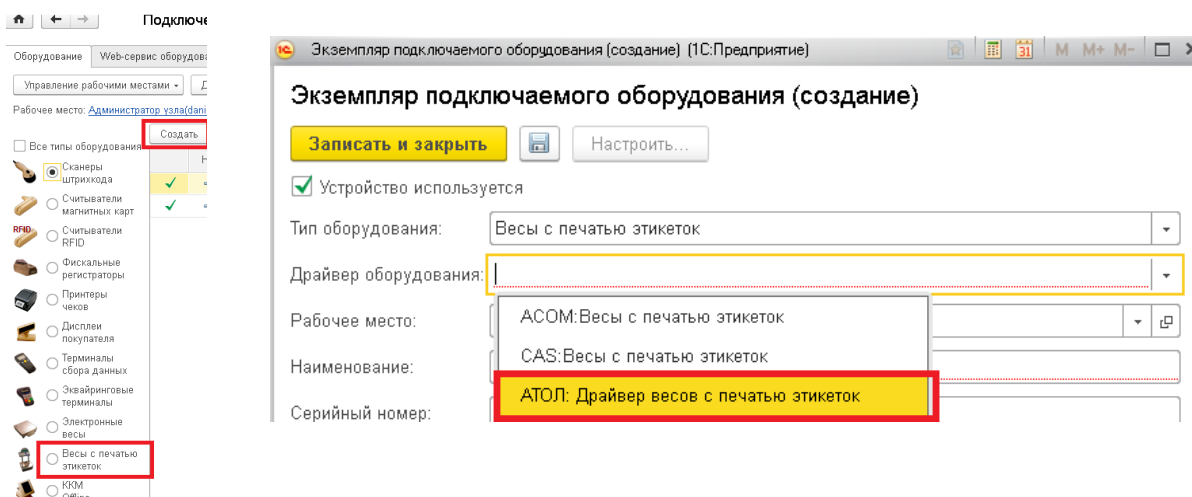 Подключе
Оборудование Web-сервис оборудова
Управление рабочими местами
Рабочее место: Администратор узла(dani
Создать
Все типы оборудования
Сканеры
штрихкода
Считыватели
магнитных карт
RFID
Считыватели
RFID
Фискальные
регистраторы
Принтеры
чеков
Дисплеи
покупателя
Терминалы
сбора данных
Эквайринговые
терминалы
Электронные
весы
Весы с печатью
этикеток
ККМ
Offline
Экземпляр подключаемого оборудования (создание) (1С:Предприятие)
31 M M+ M-
Экземпляр подключаемого оборудования (создание)
Записать и закрыть Настроить...
Устройство используется
Тип оборудования: Весы с печатью этикеток
Драйвер оборудования:
Рабочее место:
ACOM:Весы с печатью этикеток
CAS:Весы с печатью этикеток
Наименование:
АТОЛ: Драйвер весов с печатью этикеток
Серийный номер: